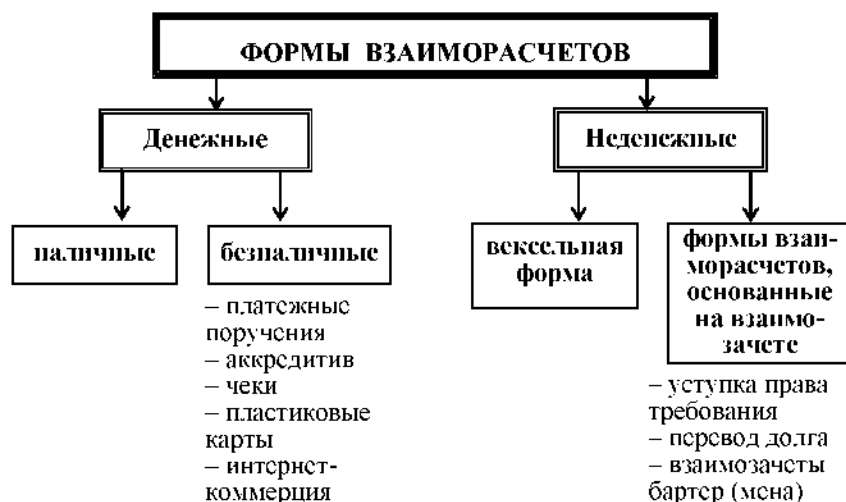 ФОРМЫ ВЗАИМОРАСЧЕТОВ
Денежные
Неденежные
наличные
безналичные
– платежные
поручения
– аккредитив
– чеки
– пластиковые
карты
– интернет-
коммерция
вексельная
форма
формы взаи-
морасчетов,
основанные
на взаимо-
зачете
– уступка права
требования
– перевод долга
– взаимозачеты
бартер (мена)